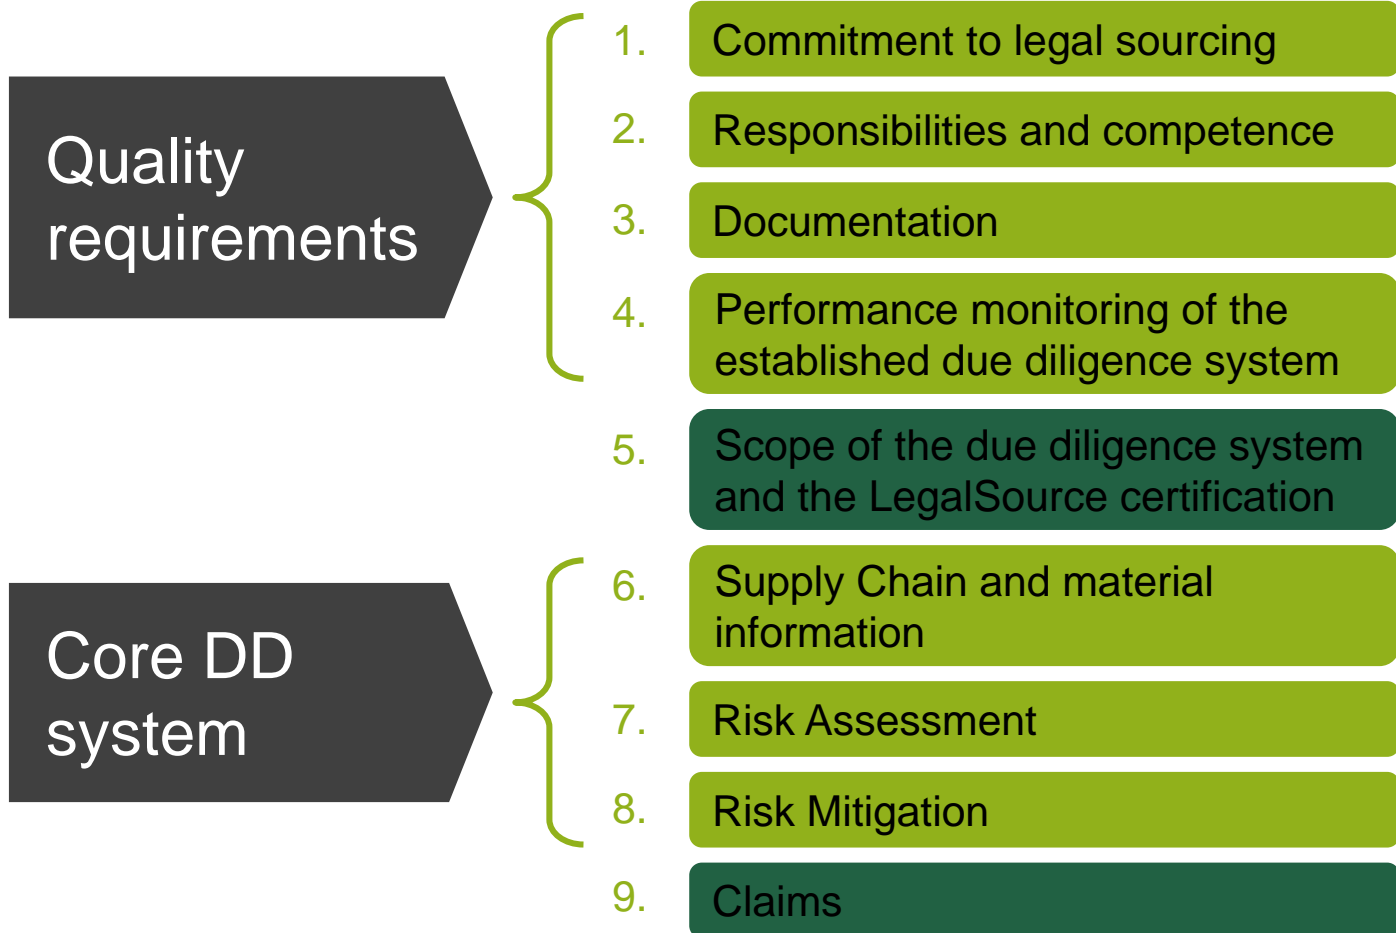 Quality
requirements
1. Commitment to legal sourcing
2. Responsibilities and competence
3. Documentation
4. Performance monitoring of the
established due diligence system
5. Scope of the due diligence system
and the LegalSource certification
Core DD
system
6. Supply Chain and material
information
7. Risk Assessment
8. Risk Mitigation
9. Claims